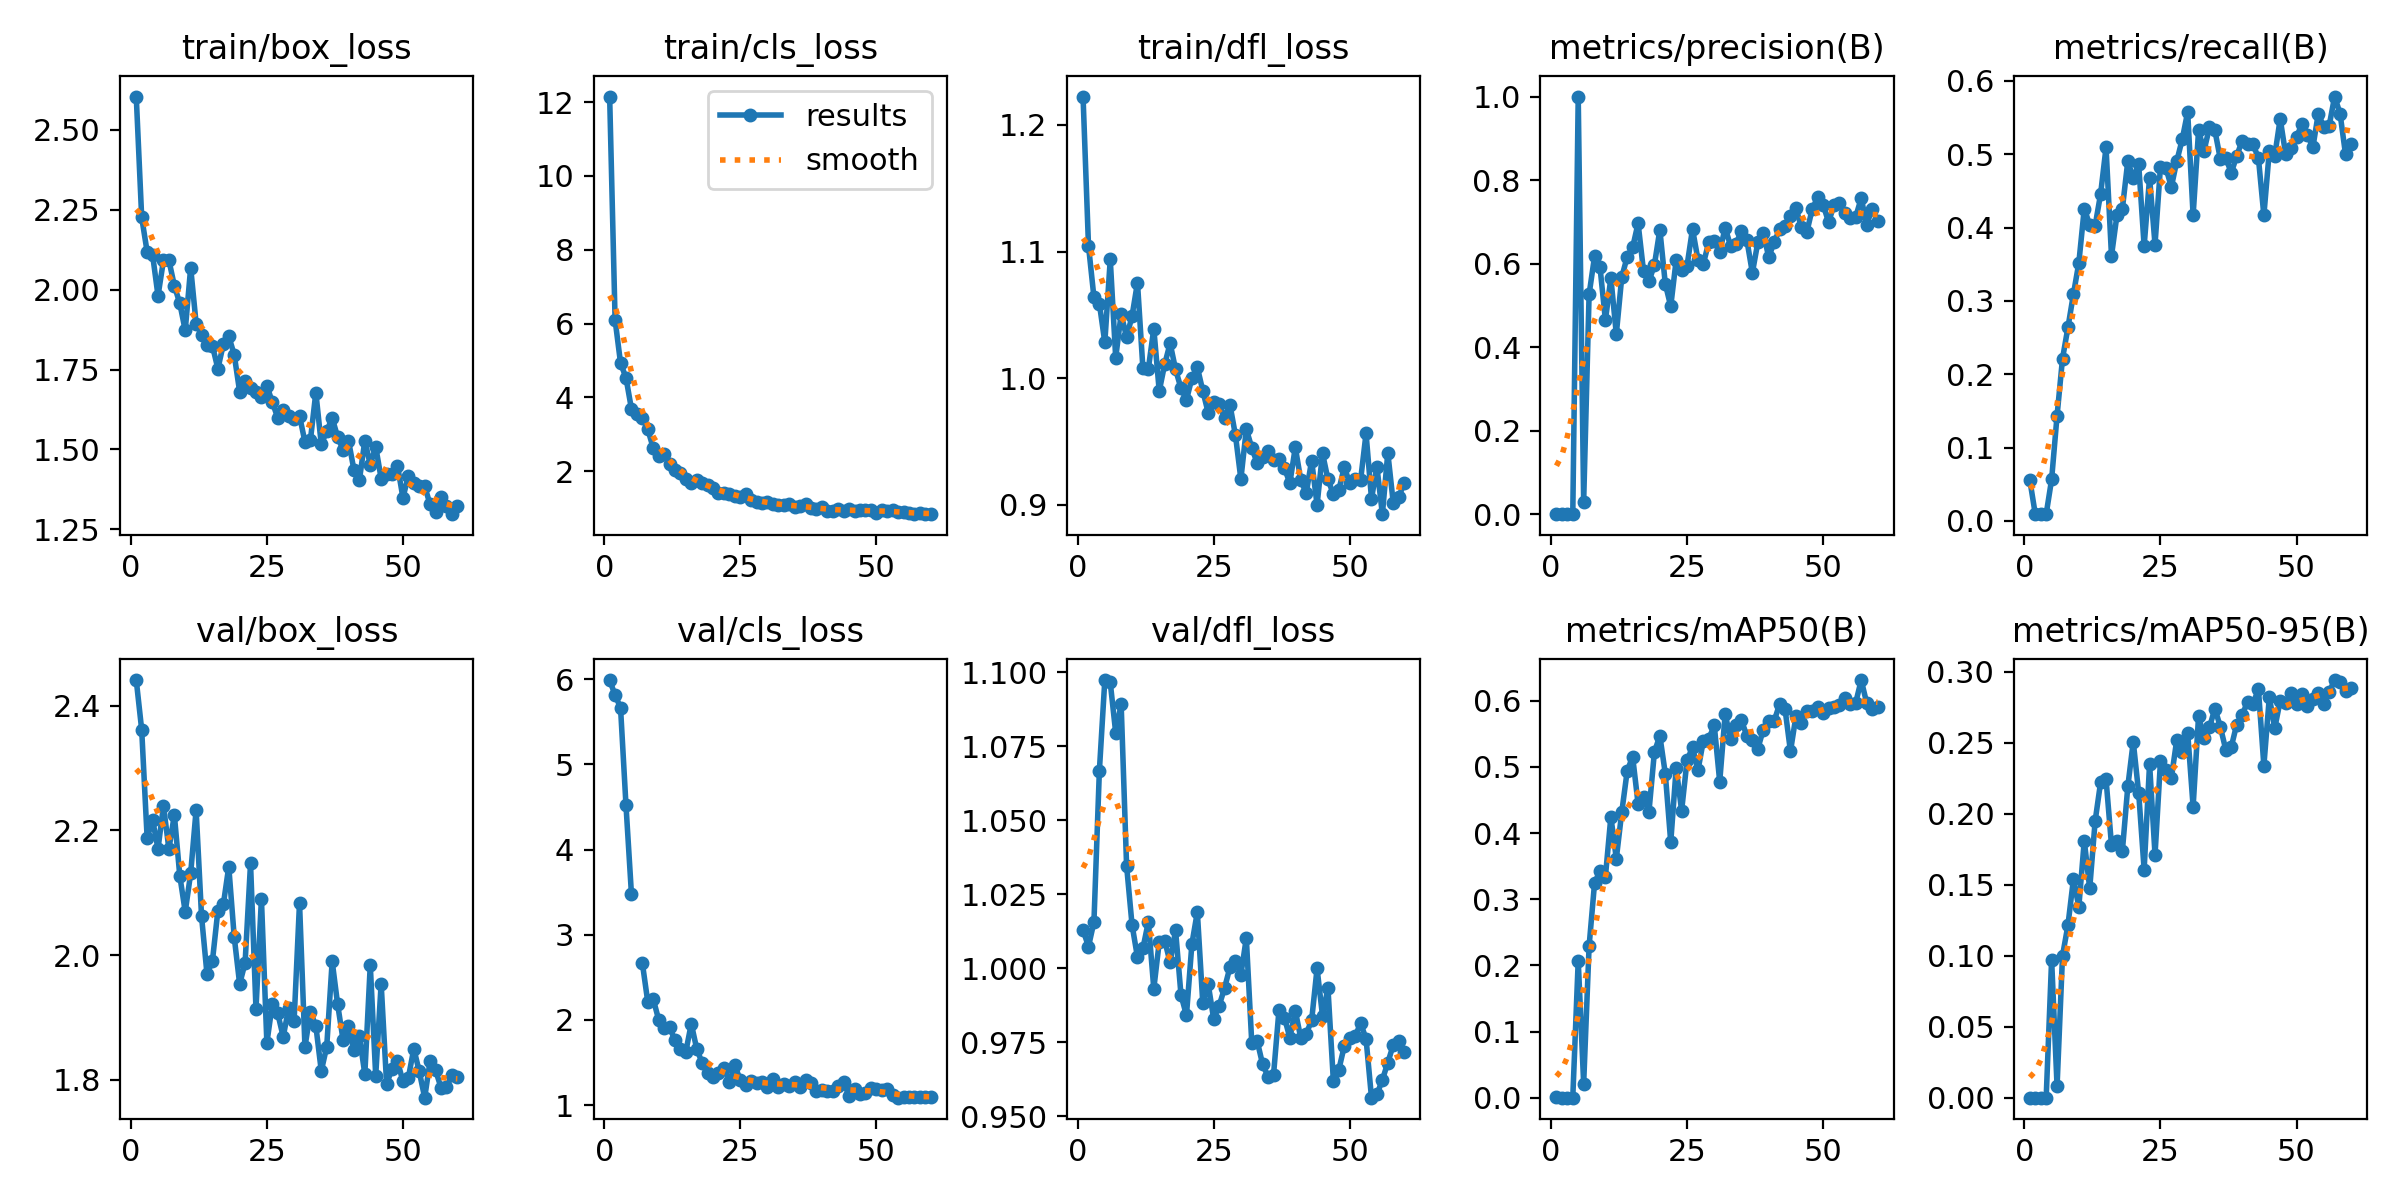 train/box_loss
2.50
2.25
2.00
1.75
1.50
1.25
0 25 50
train/cls_loss
results
smooth
12
10
8
6
4
2
0 25 50
train/dfl_loss
1.2
1.1
1.0
0.9
0 25 50
metrics/precision(B)
1.0
0.8
0.6
0.4
0.2
0.0
0 25 50
metrics/recall(B)
0.6
0.5
0.4
0.3
0.2
0.1
0.0
0 25 50
val/box_loss
2.4
2.2
2.0
1.8
0 25 50
val/cls_loss
6
5
4
3
2
1
0 25 50
val/dfl_loss
1.100
1.075
1.050
1.025
1.000
0.975
0.950
0 25 50
metrics/mAP50(B)
0.6
0.5
0.4
0.3
0.2
0.1
0.0
0 25 50
metrics/mAP50-95(B)
0.30
0.25
0.20
0.15
0.10
0.05
0.00
0 25 50